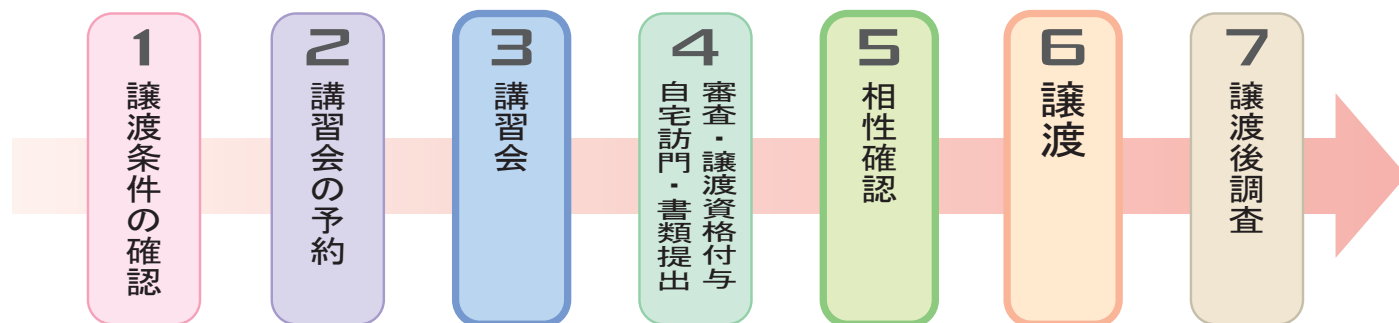 1
譲渡条件の確認
2
講習会の予約
3
講習会
4
審査・譲渡資格付与
自宅訪問・書類提出
5
相性確認
6
譲渡
7
譲渡後調査